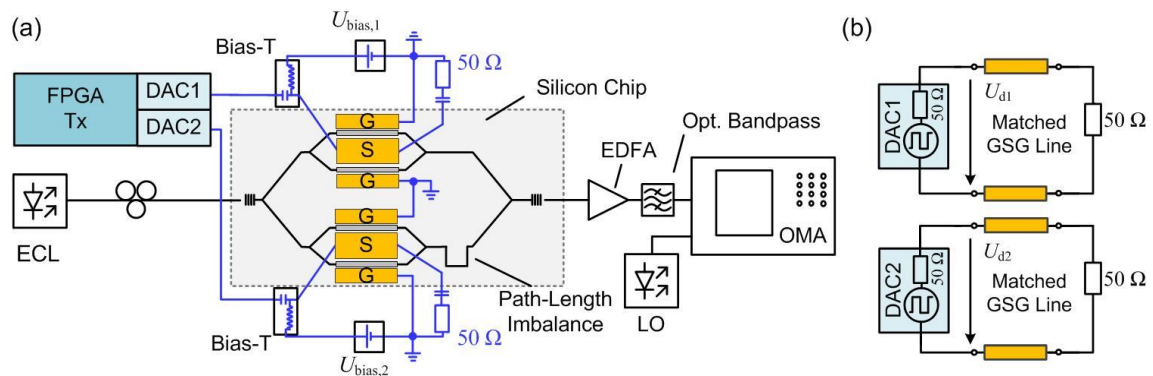 (a)
U_bias,1
Bias-T
50 Ω
FPGA
Tx
DAC1
DAC2
Silicon Chip
G
S
G
G
S
G
Opt. Bandpass
EDFA
OMA
ECL
LO
Path-Length
Imbalance
Bias-T
50 Ω
U_bias,2
(b)
DAC1
50 Ω
U_d1
Matched
GSG Line
50 Ω
DAC2
50 Ω
U_d2
Matched
GSG Line
50 Ω